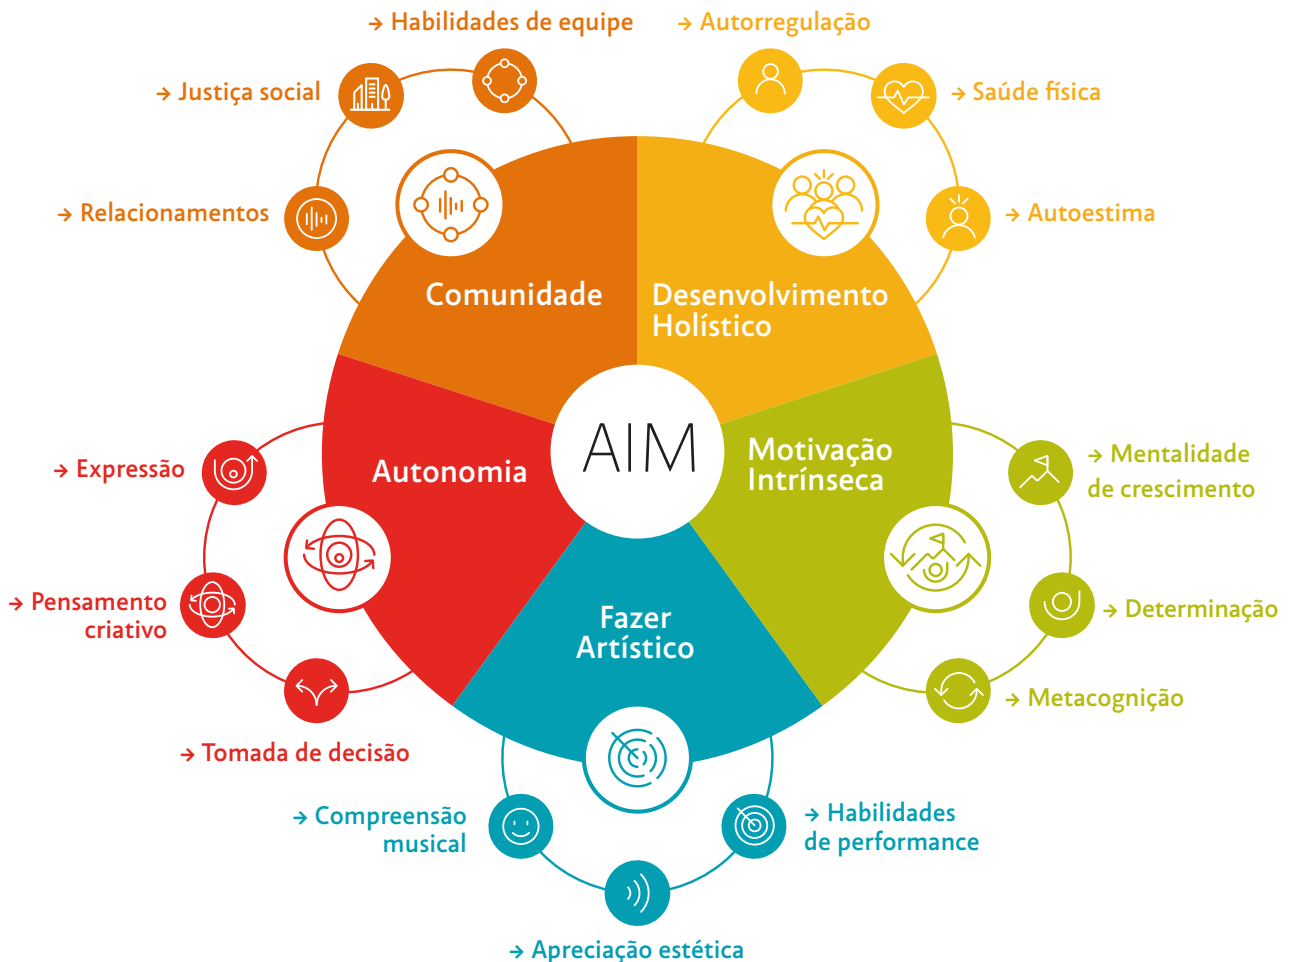 → Habilidades de equipe
→ Autorregulação
→ Justiça social
→ Saúde física
→ Relacionamentos
→ Autoestima
Comunidade
Desenvolvimento
Holístico
AIM
Autonomia
Motivação
Intrínseca
→ Expressão
→ Mentalidade
de crescimento
→ Pensamento
criativo
→ Determinação
Fazer
Artístico
→ Metacognição
→ Tomada de decisão
→ Compreensão
musical
→ Habilidades
de performance
→ Apreciação estética